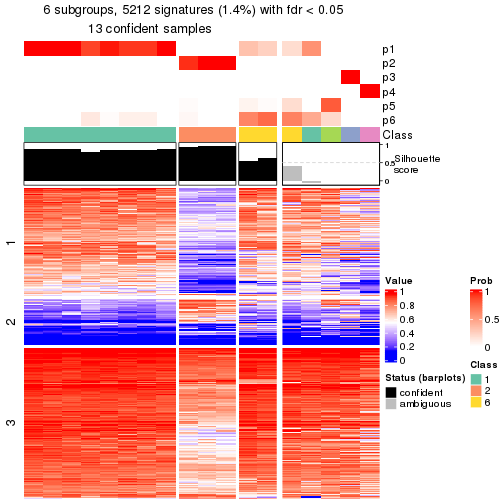 6 subgroups, 5212 signatures (1.4%) with fdr < 0.05
13 confident samples
p1
p2
p3
p4
p5
p6
Class
1
0.5
0
Silhouette
score
1
2
3
Value
1
0.8
0.6
0.4
0.2
0
Prob
1
0.5
0
Status (barplots)
confident
ambiguous
Class
1
2
6